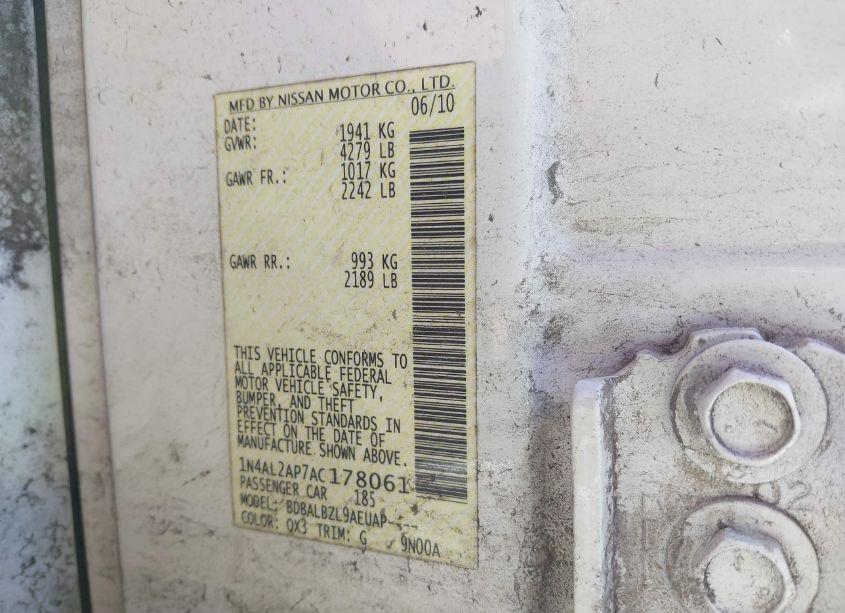 MFD BY NISSAN MOTOR CO., LTD.
DATE: 06/10
GVWR: 1941 KG
4279 LB
GAWR FR.: 1017 KG
2242 LB
GAWR RR.: 993 KG
2189 LB
THIS VEHICLE CONFORMS TO
ALL APPLICABLE FEDERAL
MOTOR VEHICLE SAFETY,
BUMPER, AND THEFT
PREVENTION STANDARDS IN
EFFECT ON THE DATE OF
MANUFACTURE SHOWN ABOVE.
1N4AL2AP7AC178061
PASSENGER CAR 185
MODEL: BDBALBZL9AEUAP----
COLOR: QX3 TRIM: G 9N00A